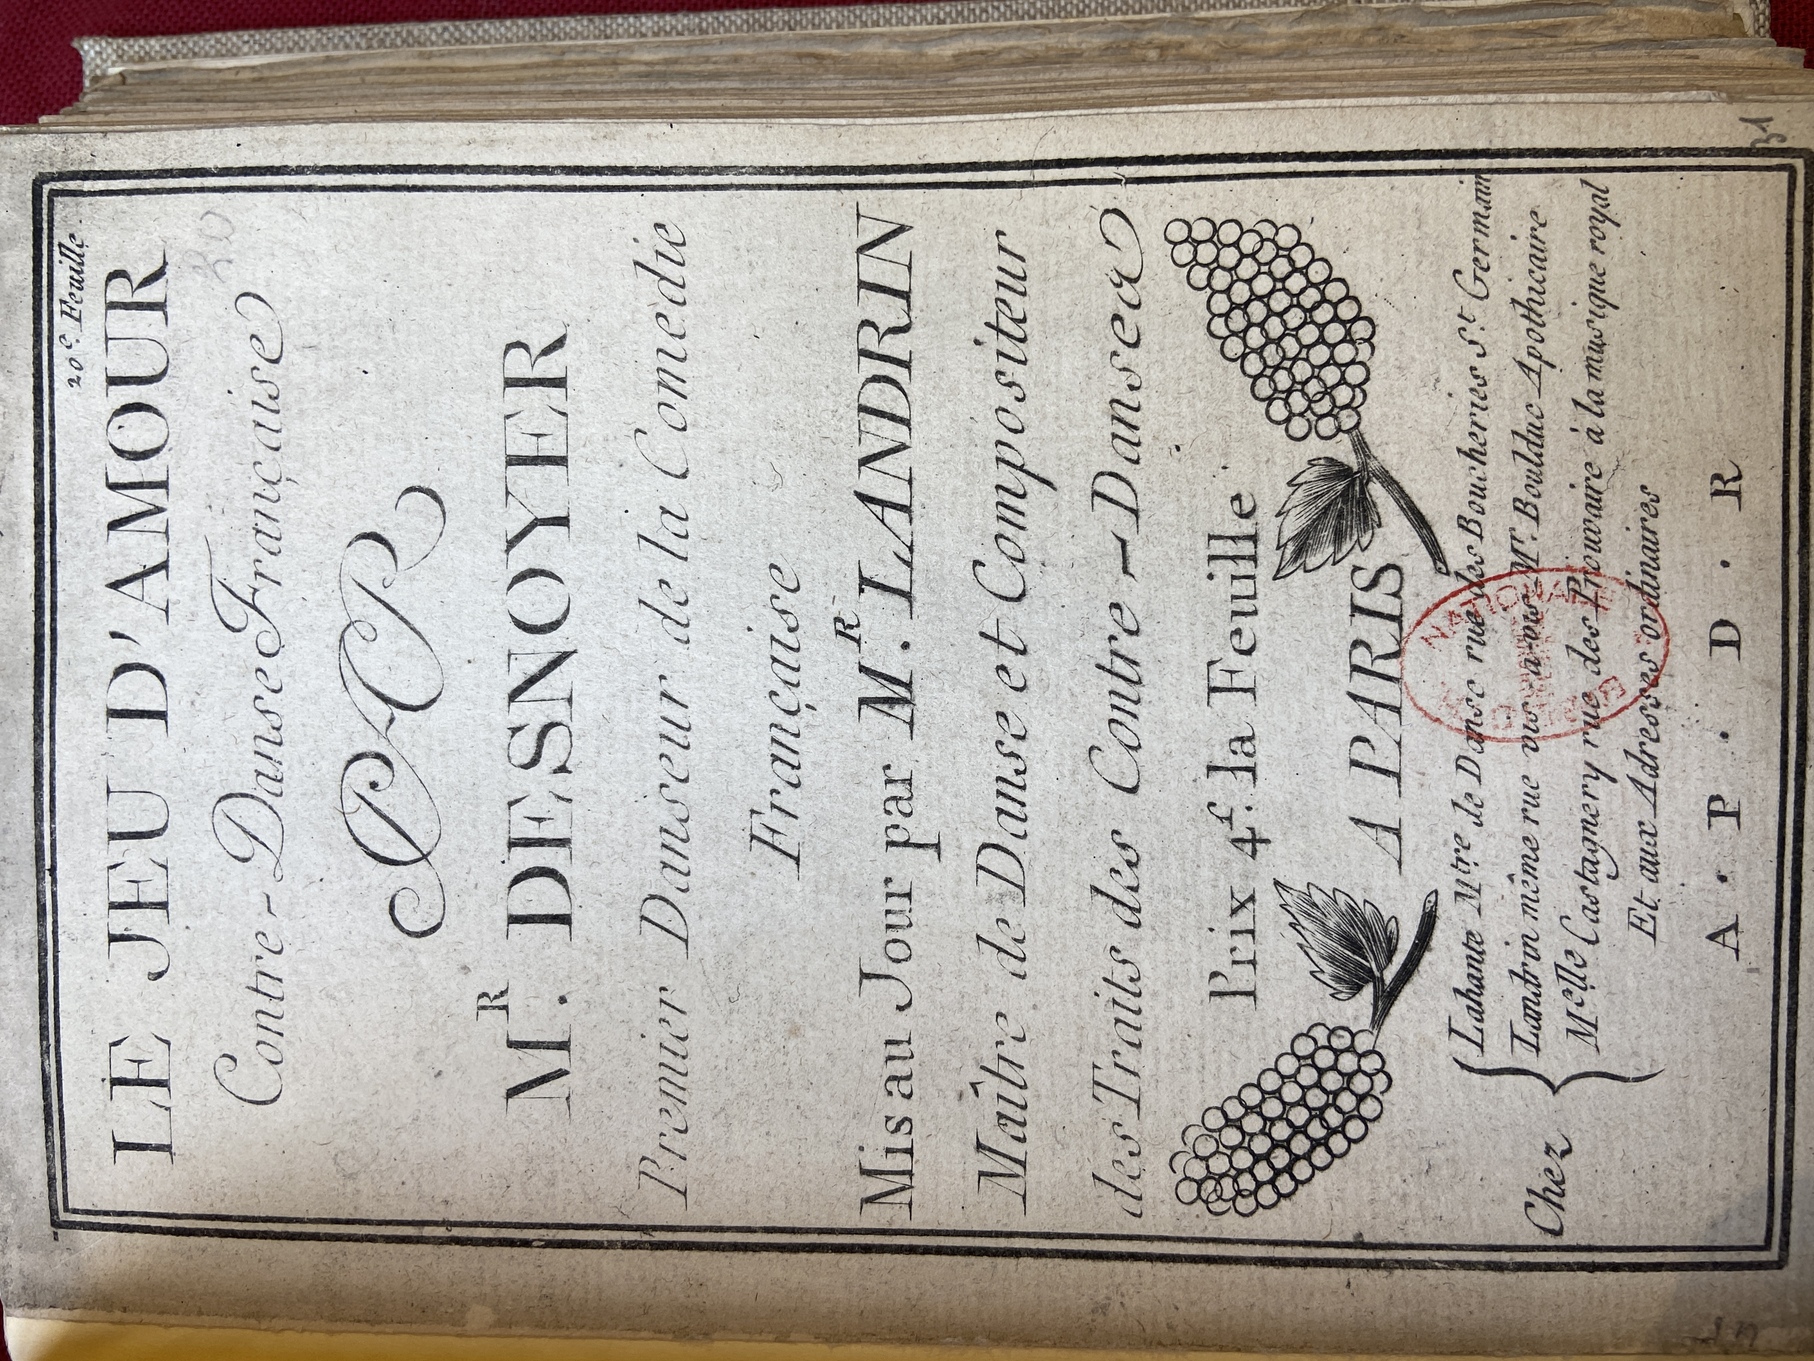 20e. Feuille.
LE JEU D'AMOUR
Contre-Danse Française
PAR
MR. DESNOYER
Premier Danseur de la Comedie
Française
Mis au Jour par MR. LANDRIN
Maître de Danse et Compositeur
des Traits des Contre-Danses
Prix 4f. la Feuille
A PARIS
Chez
Lahante Mtre de Danse rue des Boucheries St. Germain
Landrin même rue vis-à-vis Mr. Boulduc Apothicaire
Melle Castagnery rue des Prouvaire à la musique royal
Et aux Adresses ordinaires
A. P. D. R